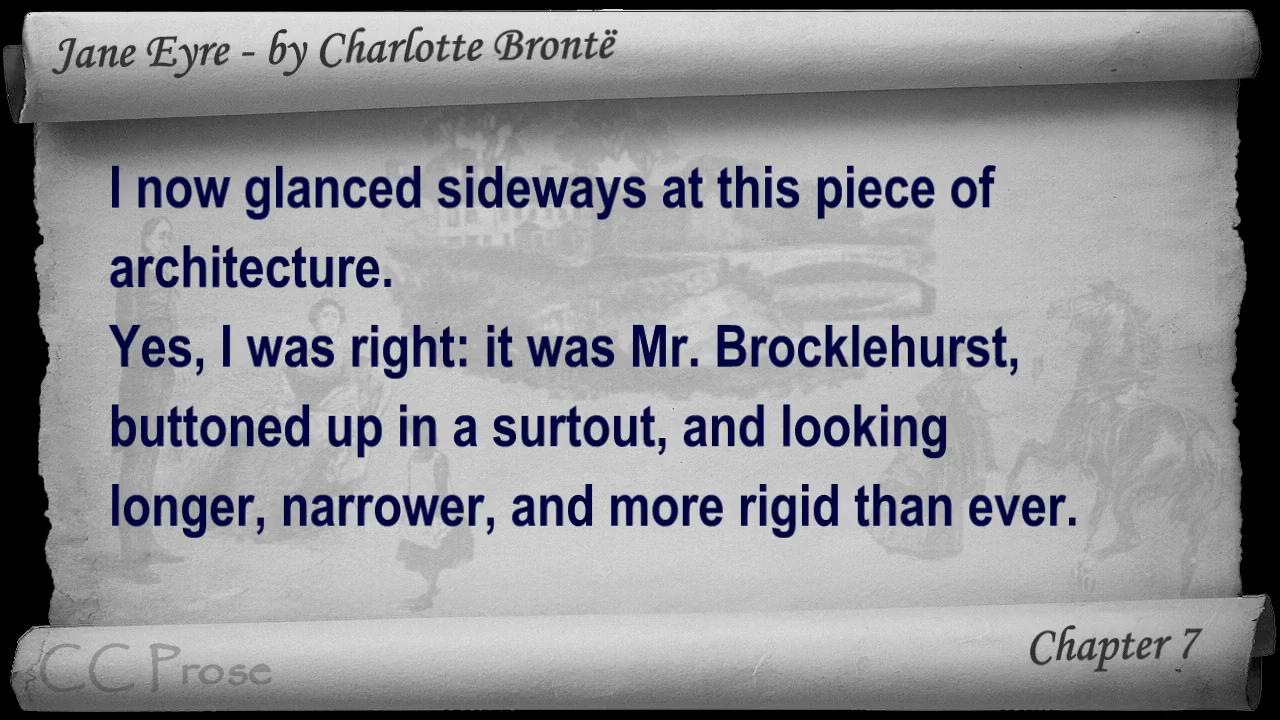 Jane Eyre - by Charlotte Brontë
I now glanced sideways at this piece of
architecture.
Yes, I was right: it was Mr. Brocklehurst,
buttoned up in a surtout, and looking
longer, narrower, and more rigid than ever.
Chapter 7
CC Prose